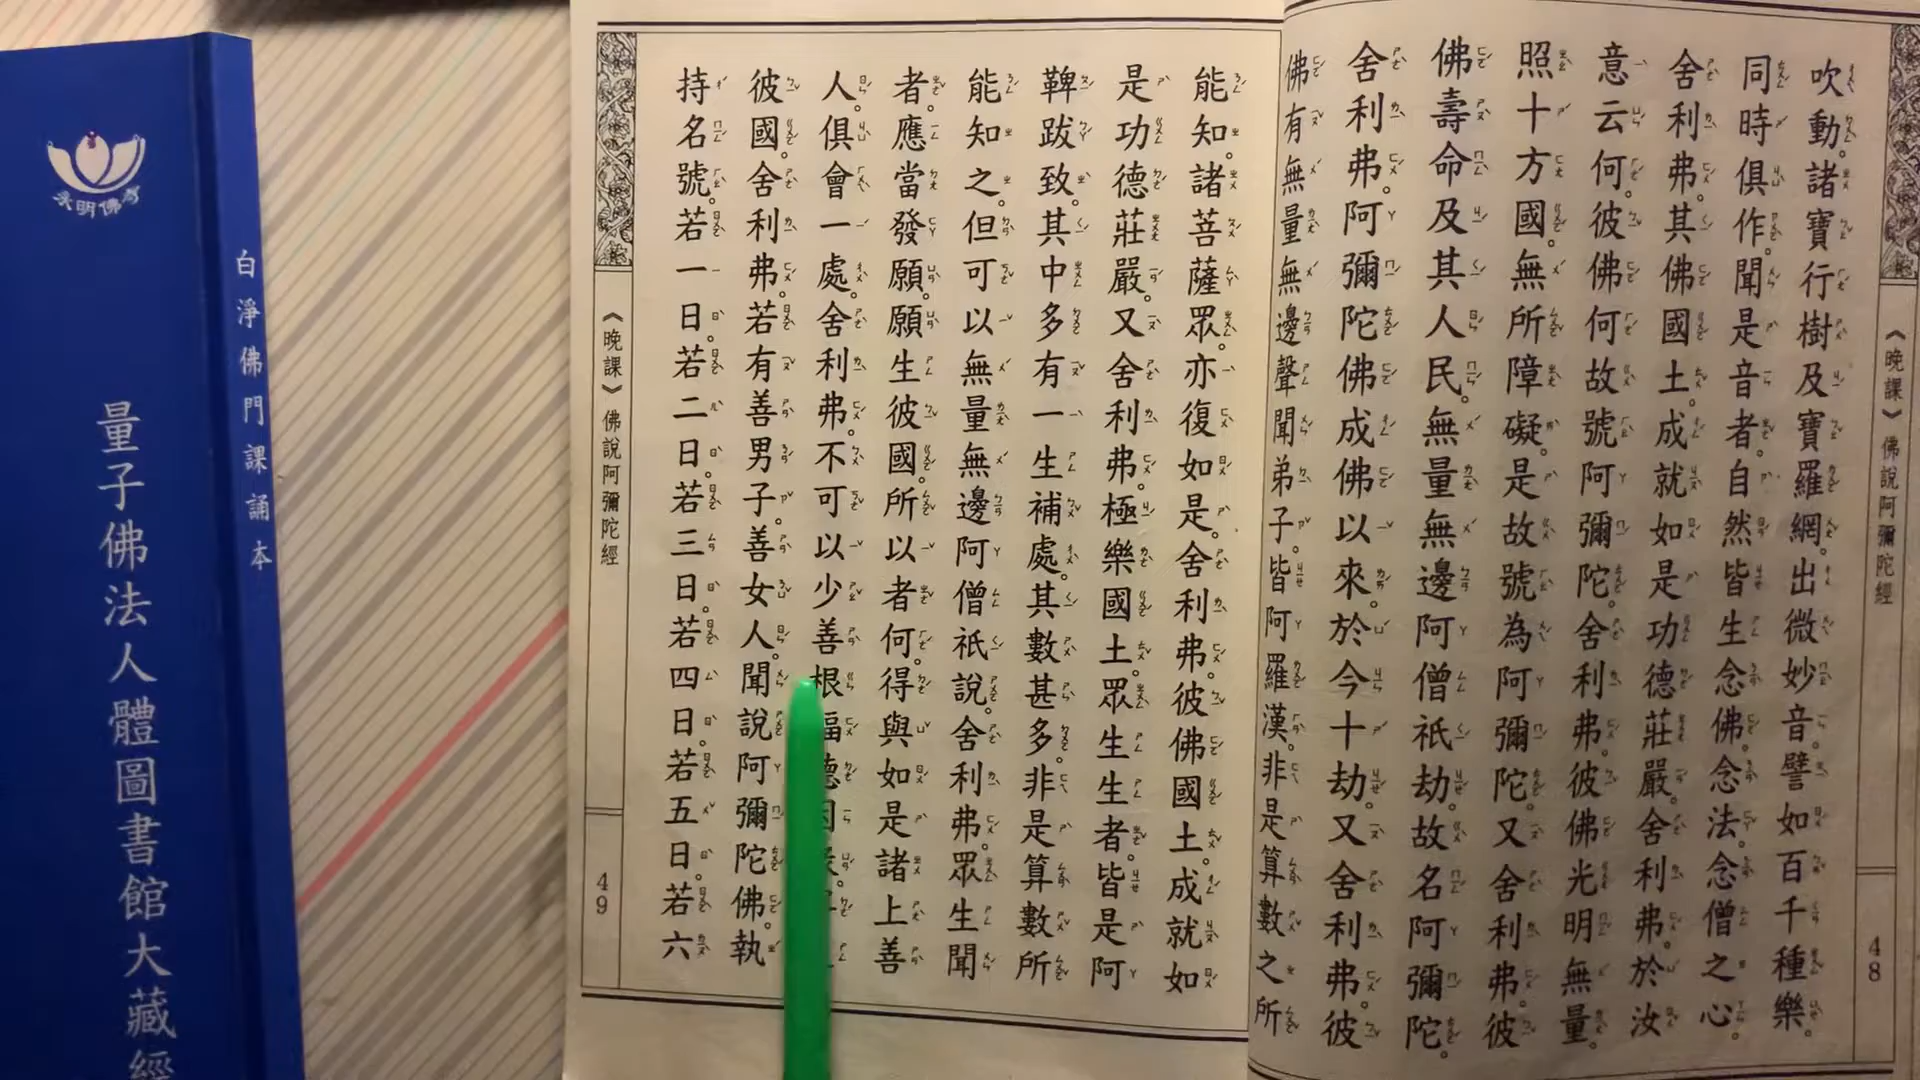 吹動。諸寶行樹及寶羅網。出微妙音。譬如百千種樂。
同時俱作。聞是音者。自然皆生念佛。念法。念僧之心。
舍利弗。其佛國土。成就如是功德莊嚴。舍利弗。於汝
意云何。彼佛何故號阿彌陀。舍利弗。彼佛光明無量。
照十方國。無所障礙。是故號為阿彌陀。又舍利弗。彼
佛壽命及其人民。無量無邊阿僧祇劫。故名阿彌陀。
舍利弗。阿彌陀佛成佛以來。於今十劫。又舍利弗。彼
佛有無量無邊聲聞弟子。皆阿羅漢。非是算數之所
《晚課》佛說阿彌陀經
48
能知。諸菩薩眾。亦復如是。舍利弗。彼佛國土。成就如
是功德莊嚴。又舍利弗。極樂國土。眾生生者。皆是阿
鞞跋致。其中多有一生補處。其數甚多。非是算數所
能知之。但可以無量無邊阿僧祇說。舍利弗。眾生聞
者。應當發願。願生彼國。所以者何。得與如是諸上善
人。俱會一處。舍利弗。不可以少善根
彼國。舍利弗。若有善男子。善女人。聞說阿彌陀佛。執
持名號。若一日。若二日。若三日。若四日。若五日。若六
《晚課》佛說阿彌陀經
49
白淨佛門課誦本
量子佛法人體圖書館大藏經